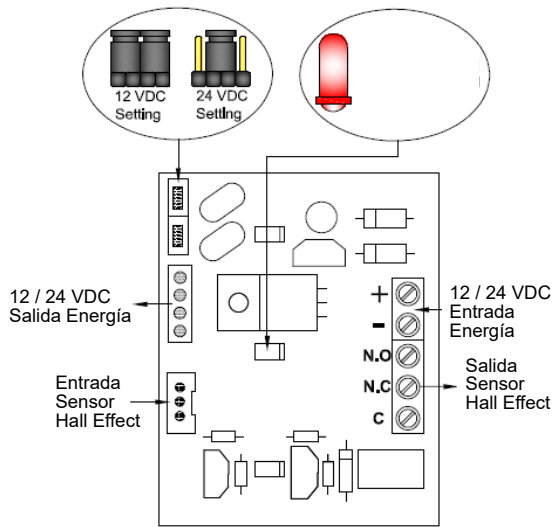 12 VDC
Setting
24 VDC
Setting
12 / 24 VDC
Salida Energía
+
-
12 / 24 VDC
Entrada
Energía
N.O
N.C
C
Salida
Sensor
Hall Effect
Entrada
Sensor
Hall Effect